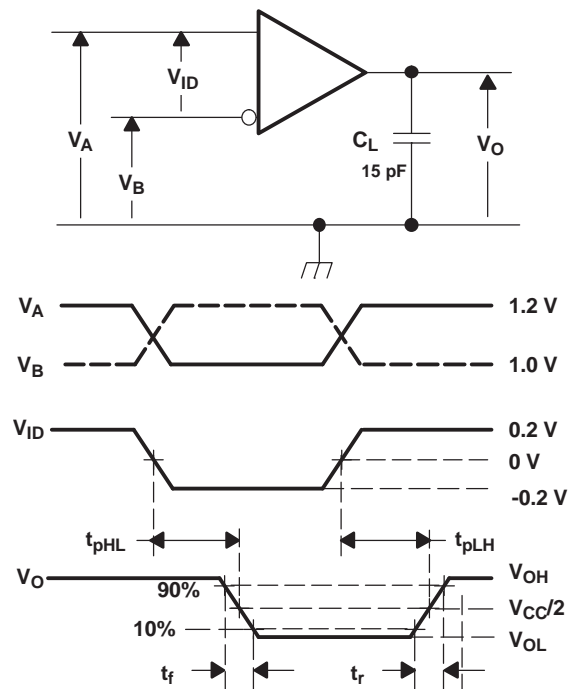 VID
VA
VB
CL
15 pF
VO
VA
1.2 V
VB
1.0 V
VID
0.2 V
0 V
-0.2 V
tpHL
tpLH
VO
VOH
90%
VCC/2
10%
VOL
tf
tr